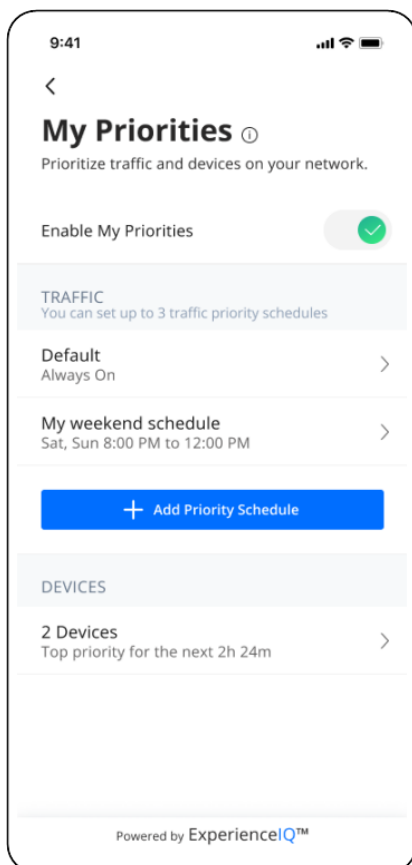 9:41
My Priorities
Prioritize traffic and devices on your network.
Enable My Priorities
TRAFFIC
You can set up to 3 traffic priority schedules
Default
Always On
My weekend schedule
Sat, Sun 8:00 PM to 12:00 PM
Add Priority Schedule
DEVICES
2 Devices
Top priority for the next 2h 24m
Powered by ExperienceIQ™